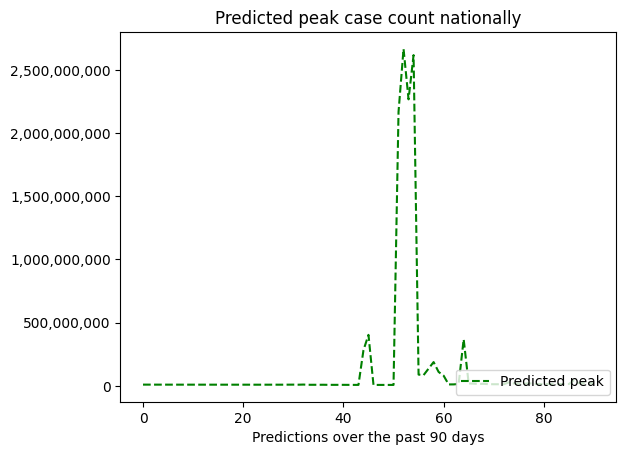 Predicted peak case count nationally
2,500,000,000
2,000,000,000
1,500,000,000
1,000,000,000
500,000,000
0
Predicted peak
0 20 40 60 80
Predictions over the past 90 days